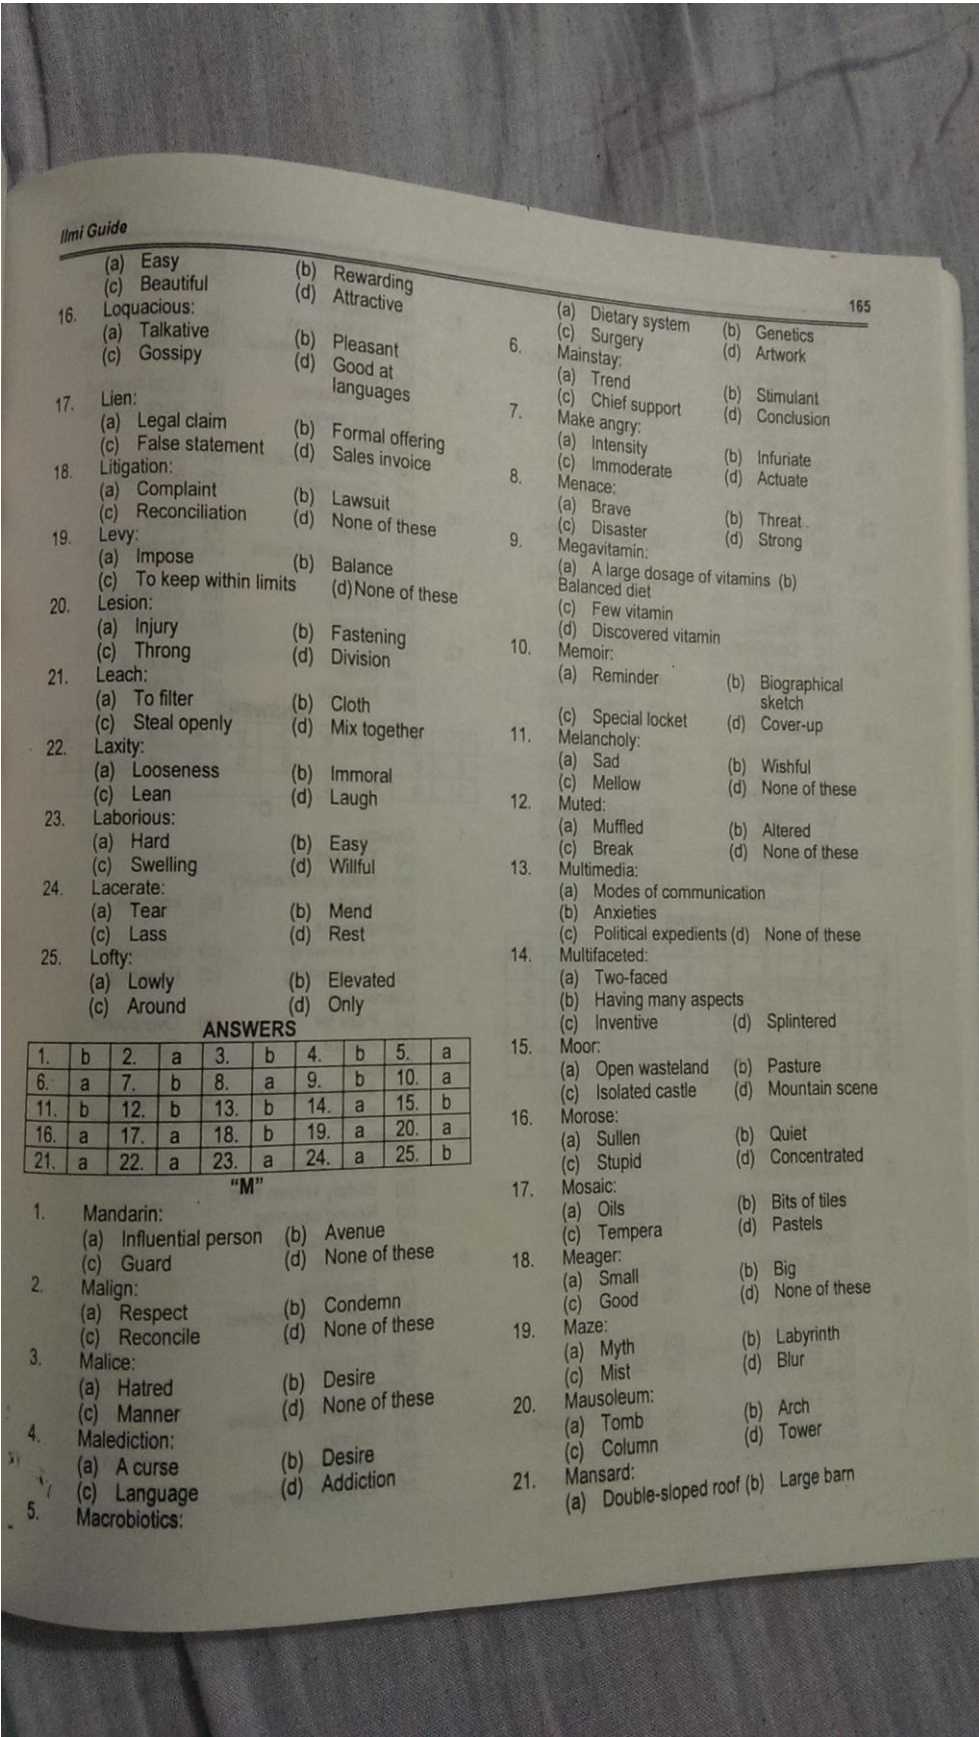 Ilmi Guide
165
(a) Easy (b) Rewarding
(c) Beautiful (d) Attractive
16. Loquacious:
(a) Talkative (b) Pleasant
(c) Gossipy (d) Good at
languages
17. Lien:
(a) Legal claim (b) Formal offering
(c) False statement (d) Sales invoice
18. Litigation:
(a) Complaint (b) Lawsuit
(c) Reconciliation (d) None of these
19. Levy:
(a) Impose (b) Balance
(c) To keep within limits (d)None of these
20. Lesion:
(a) Injury (b) Fastening
(c) Throng (d) Division
21. Leach:
(a) To filter (b) Cloth
(c) Steal openly (d) Mix together
22. Laxity:
(a) Looseness (b) Immoral
(c) Lean (d) Laugh
23. Laborious:
(a) Hard (b) Easy
(c) Swelling (d) Willful
24. Lacerate:
(a) Tear (b) Mend
(c) Lass (d) Rest
25. Lofty:
(a) Lowly (b) Elevated
(c) Around (d) Only
ANSWERS
1. b 2. a 3. b 4. b 5. a
6. a 7. b 8. a 9. b 10. a
11. b 12. b 13. b 14. a 15. b
16. a 17. a 18. b 19. a 20. a
21. a 22. a 23. a 24. a 25. b
"M"
1. Mandarin:
(a) Influential person (b) Avenue
(c) Guard (d) None of these
2. Malign:
(a) Respect (b) Condemn
(c) Reconcile (d) None of these
3. Malice:
(a) Hatred (b) Desire
(c) Manner (d) None of these
4. Malediction:
(a) A curse (b) Desire
(c) Language (d) Addiction
5. Macrobiotics:
(a) Dietary system (b) Genetics
(c) Surgery (d) Artwork
6. Mainstay:
(a) Trend (b) Stimulant
(c) Chief support (d) Conclusion
7. Make angry:
(a) Intensity (b) Infuriate
(c) Immoderate (d) Actuate
8. Menace:
(a) Brave (b) Threat
(c) Disaster (d) Strong
9. Megavitamin:
(a) A large dosage of vitamins (b)
Balanced diet
(c) Few vitamin
(d) Discovered vitamin
10. Memoir:
(a) Reminder (b) Biographical
sketch
(c) Special locket (d) Cover-up
11. Melancholy:
(a) Sad (b) Wishful
(c) Mellow (d) None of these
12. Muted:
(a) Muffled (b) Altered
(c) Break (d) None of these
13. Multimedia:
(a) Modes of communication
(b) Anxieties
(c) Political expedients (d) None of these
14. Multifaceted:
(a) Two-faced
(b) Having many aspects
(c) Inventive (d) Splintered
15. Moor:
(a) Open wasteland (b) Pasture
(c) Isolated castle (d) Mountain scene
16. Morose:
(a) Sullen (b) Quiet
(c) Stupid (d) Concentrated
17. Mosaic:
(a) Oils (b) Bits of tiles
(c) Tempera (d) Pastels
18. Meager:
(a) Small (b) Big
(c) Good (d) None of these
19. Maze:
(a) Myth (b) Labyrinth
(c) Mist (d) Blur
20. Mausoleum:
(a) Tomb (b) Arch
(c) Column (d) Tower
21. Mansard:
(a) Double-sloped roof (b) Large barn